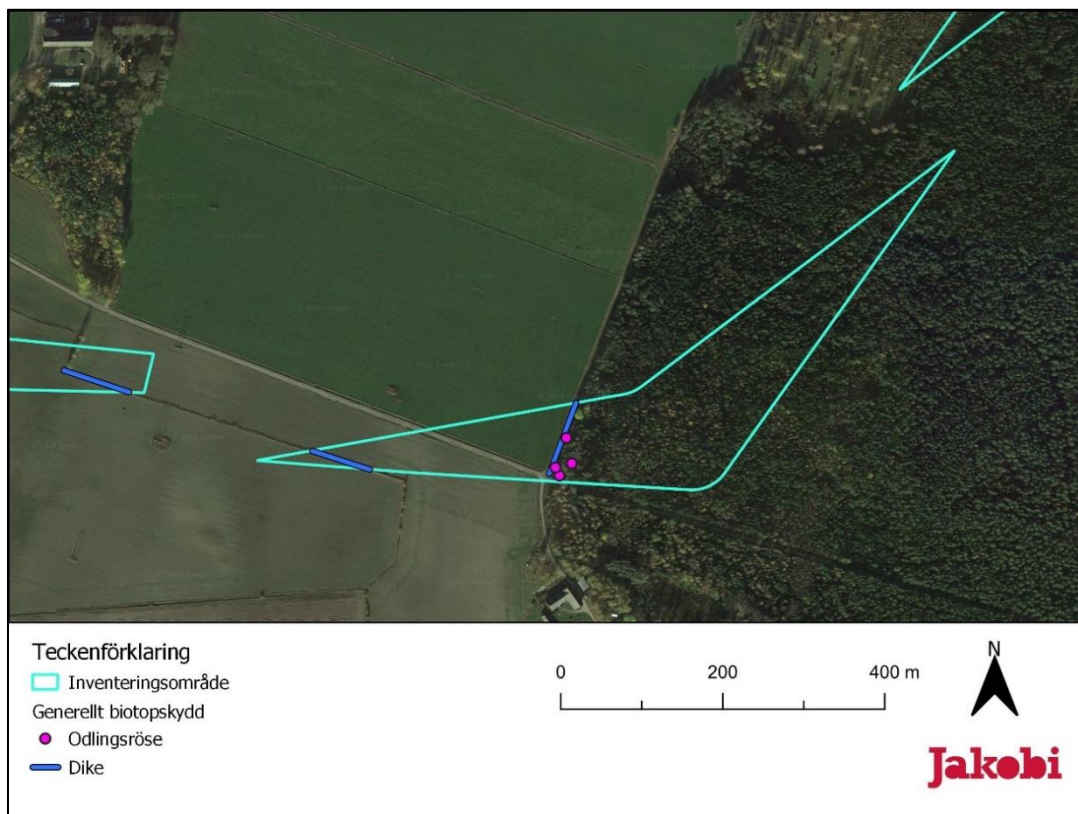 Teckenförklaring
Inventeringsområde
Generellt biotopskydd
Odlingsröse
Dike
0 200 400 m
N
Jakobi